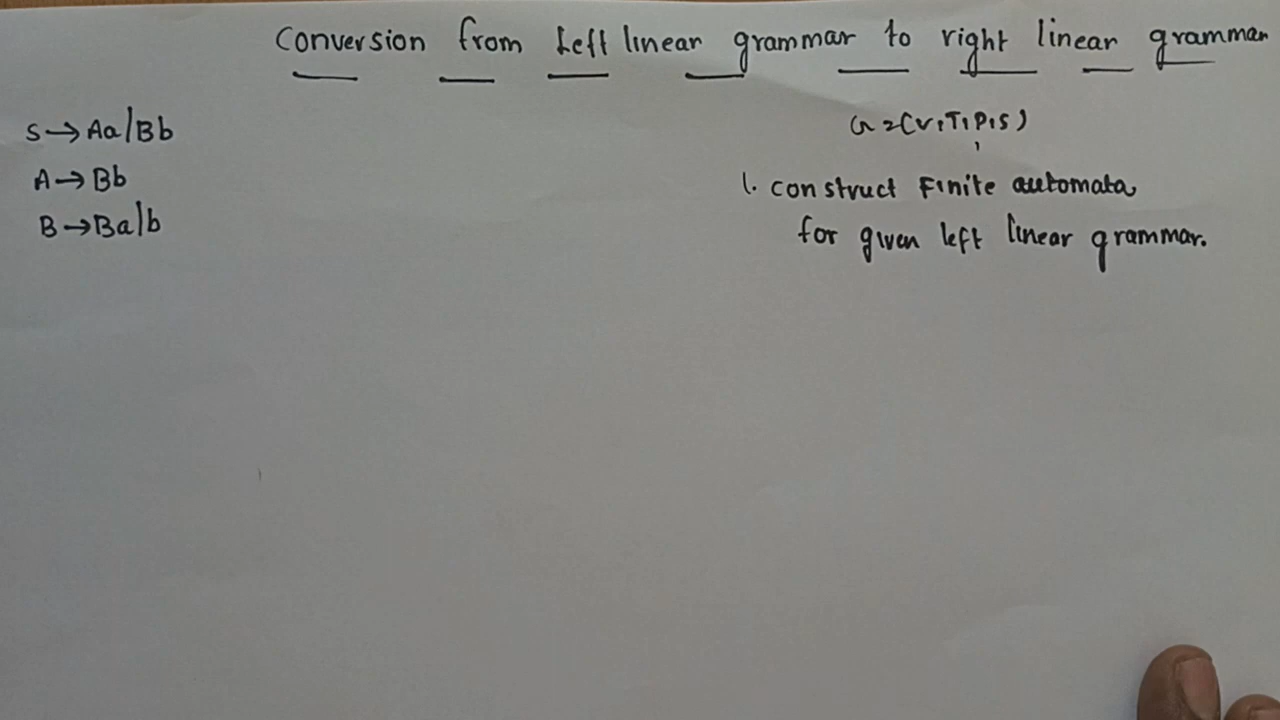 Conversion from Left linear grammar to right linear grammar
S→Aa/Bb
A→Bb
B→Ba/b
G=(V,T,P,S)
1. construct Finite automata
for given left linear grammar.